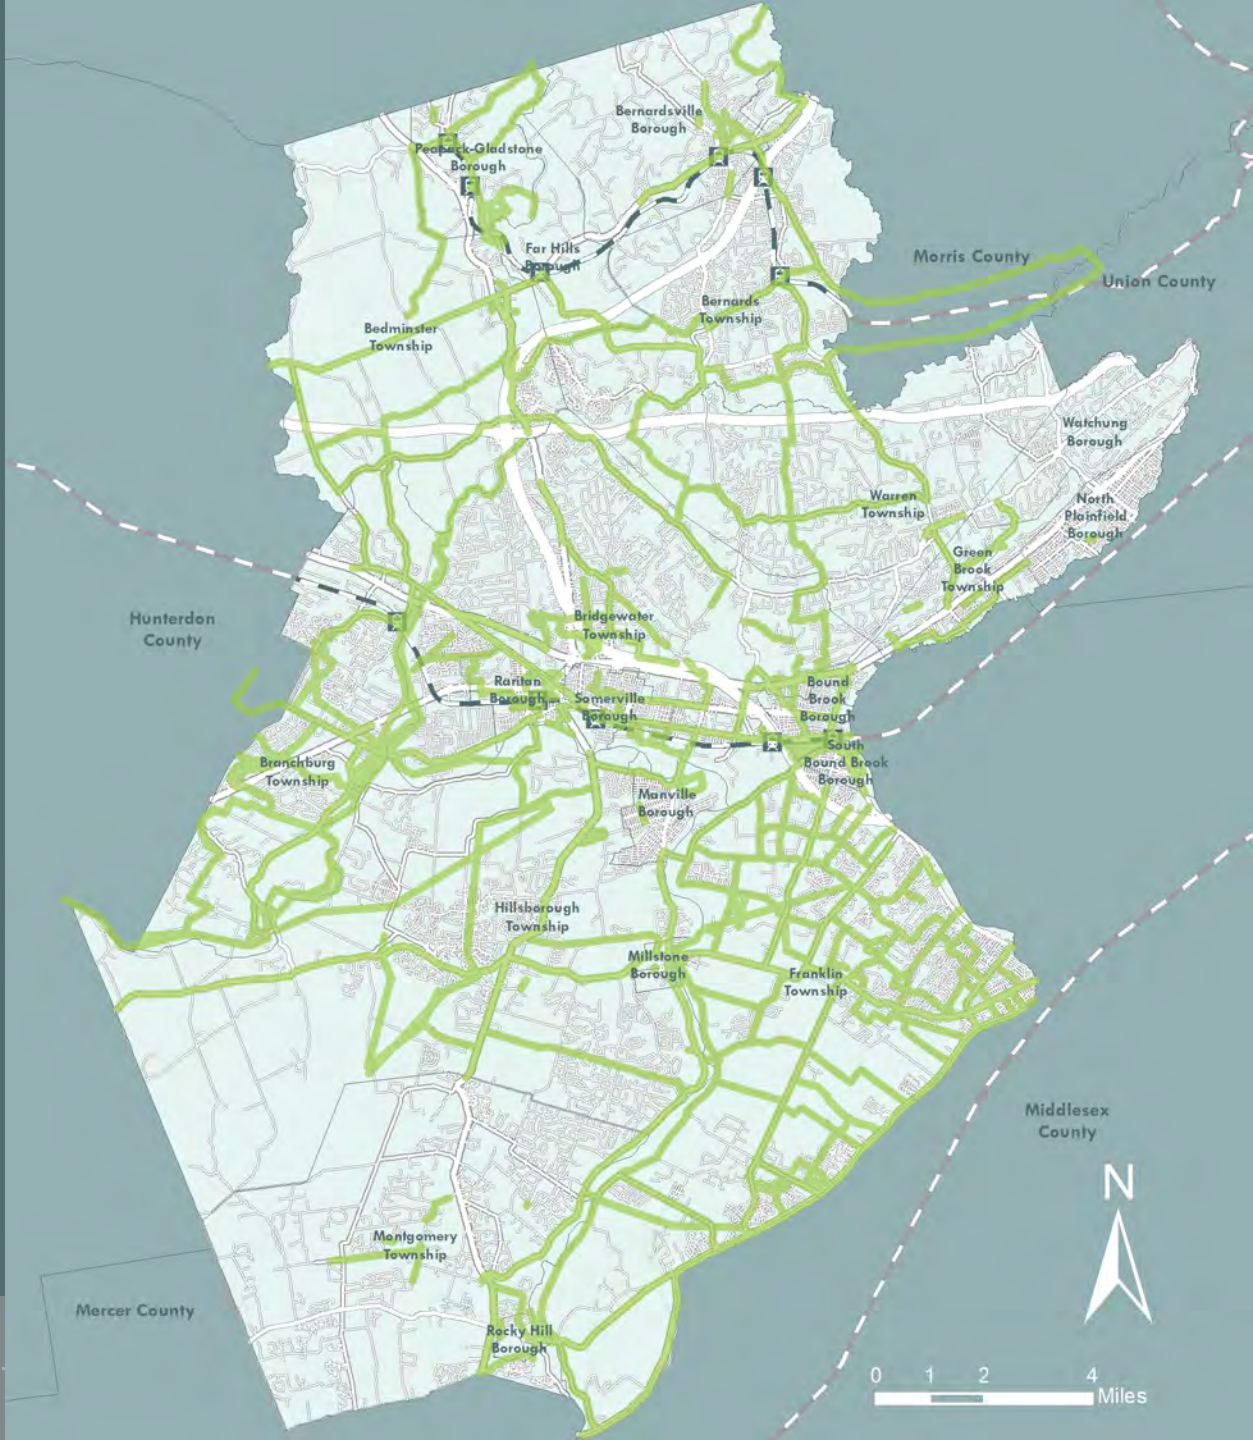 Bernardsville
Borough
Peapack-Gladstone
Borough
Far Hills
Borough
Morris County
Union County
Bernards
Township
Bedminster
Township
Watchung
Borough
Warren
Township
North
Plainfield
Borough
Green
Brook
Township
Hunterdon
County
Bridgewater
Township
Raritan
Borough
Somerville
Borough
Bound
Brook
Borough
South
Bound Brook
Borough
Branchburg
Township
Manville
Borough
Hillsborough
Township
Millstone
Borough
Franklin
Township
Middlesex
County
N
Montgomery
Township
Mercer County
Rocky Hill
Borough
0 1 2 4
Miles